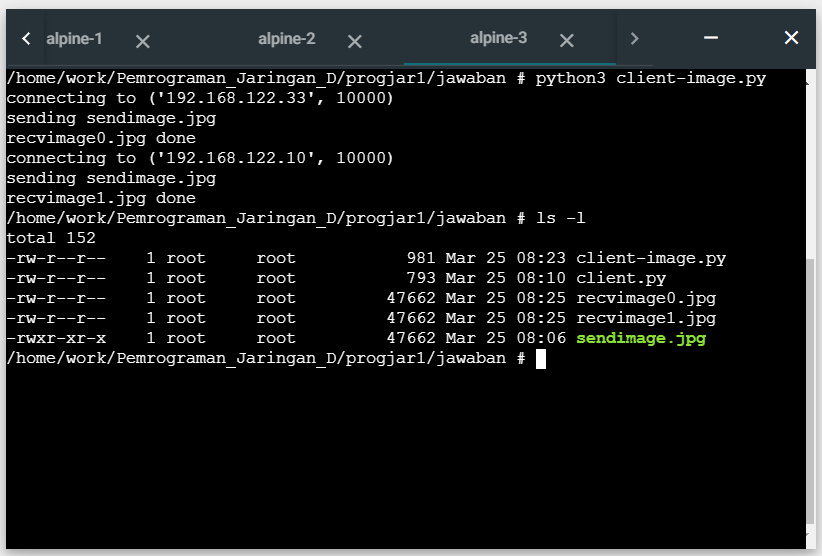 alpine-1 alpine-2 alpine-3
/home/work/Pemrograman_Jaringan_D/progjar1/jawaban # python3 client-image.py
connecting to ('192.168.122.33', 10000)
sending sendimage.jpg
recvimage0.jpg done
connecting to ('192.168.122.10', 10000)
sending sendimage.jpg
recvimage1.jpg done
/home/work/Pemrograman_Jaringan_D/progjar1/jawaban # ls -l
total 152
-rw-r--r--    1 root     root           981 Mar 25 08:23 client-image.py
-rw-r--r--    1 root     root           793 Mar 25 08:10 client.py
-rw-r--r--    1 root     root         47662 Mar 25 08:25 recvimage0.jpg
-rw-r--r--    1 root     root         47662 Mar 25 08:25 recvimage1.jpg
-rwxr-xr-x    1 root     root         47662 Mar 25 08:06 sendimage.jpg
/home/work/Pemrograman_Jaringan_D/progjar1/jawaban #